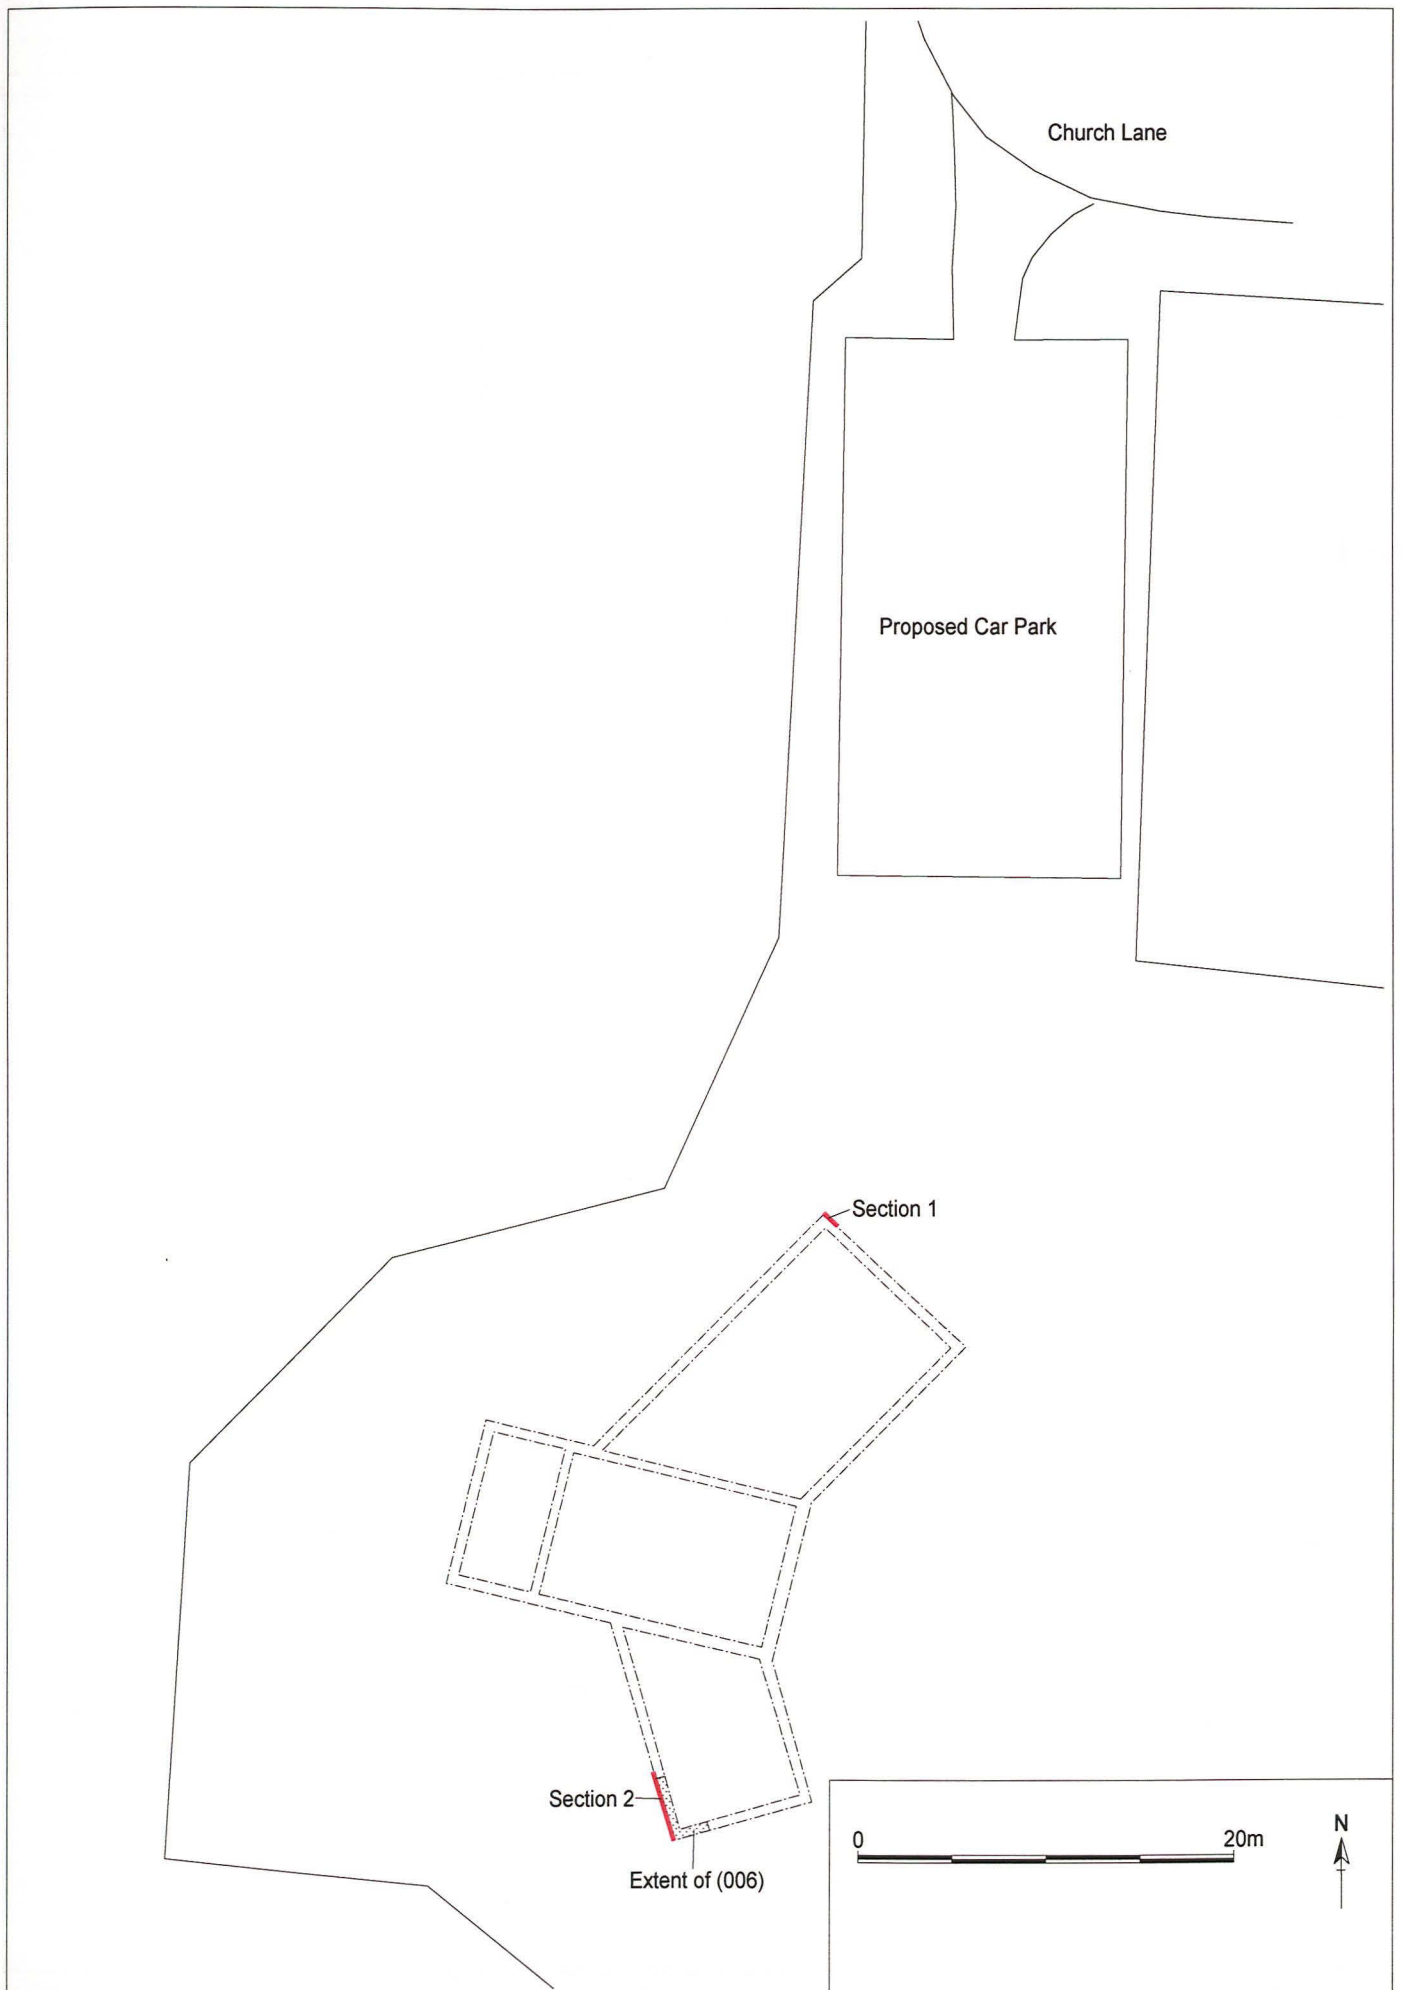 Church Lane
Proposed Car Park
Section 1
Section 2
Extent of (006)
0 20m
N